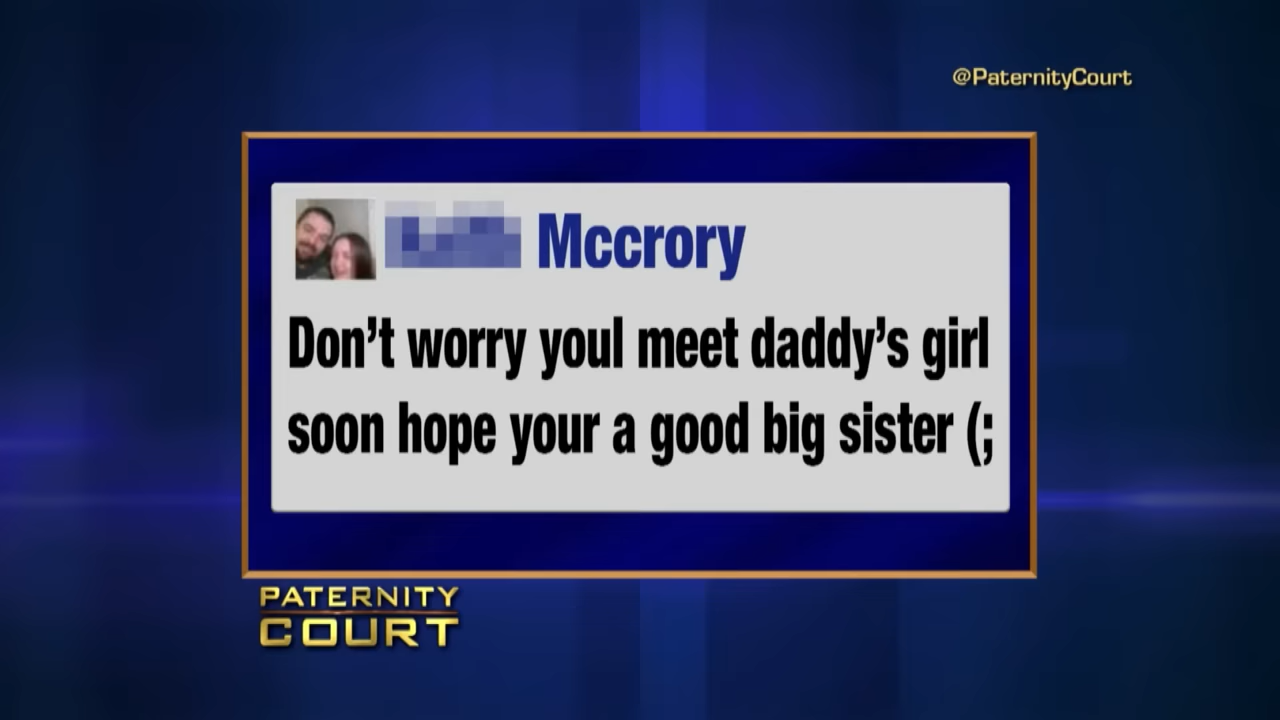 @PaternityCourt
Mccrory
Don't worry youl meet daddy's girl
soon hope your a good big sister (;
PATERNITY
COURT